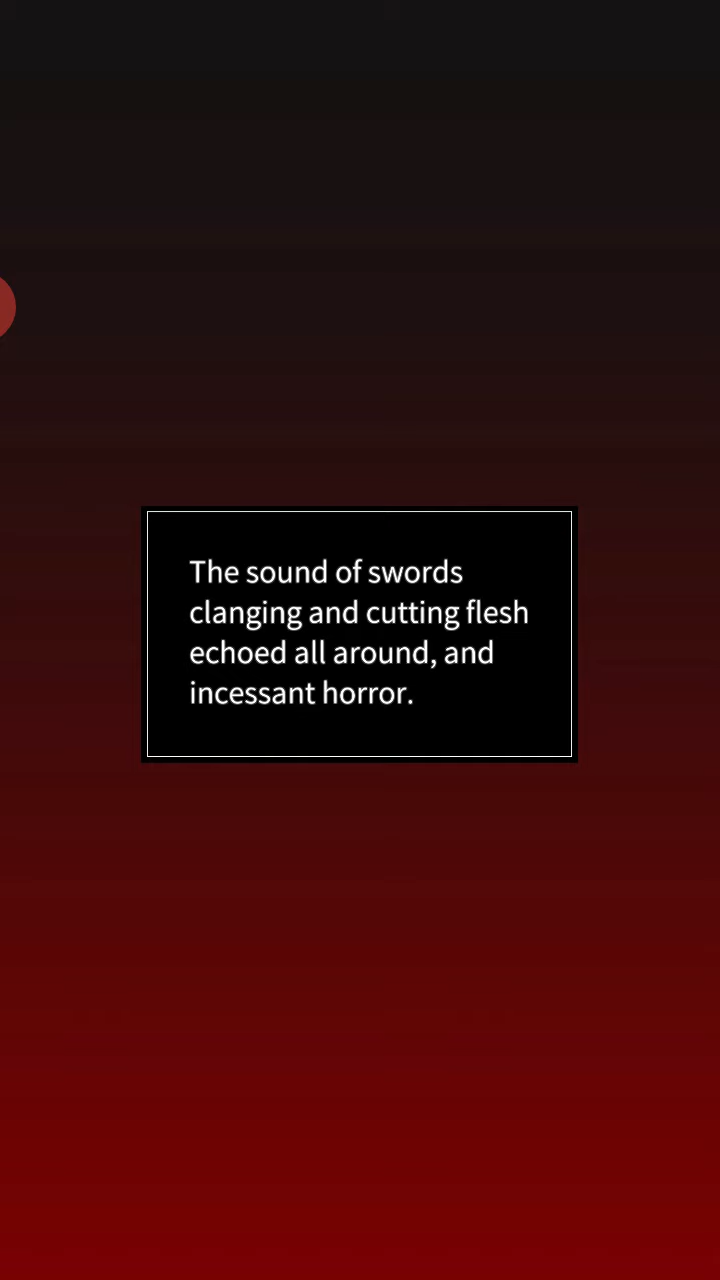 The sound of swords
clanging and cutting flesh
echoed all around, and
incessant horror.